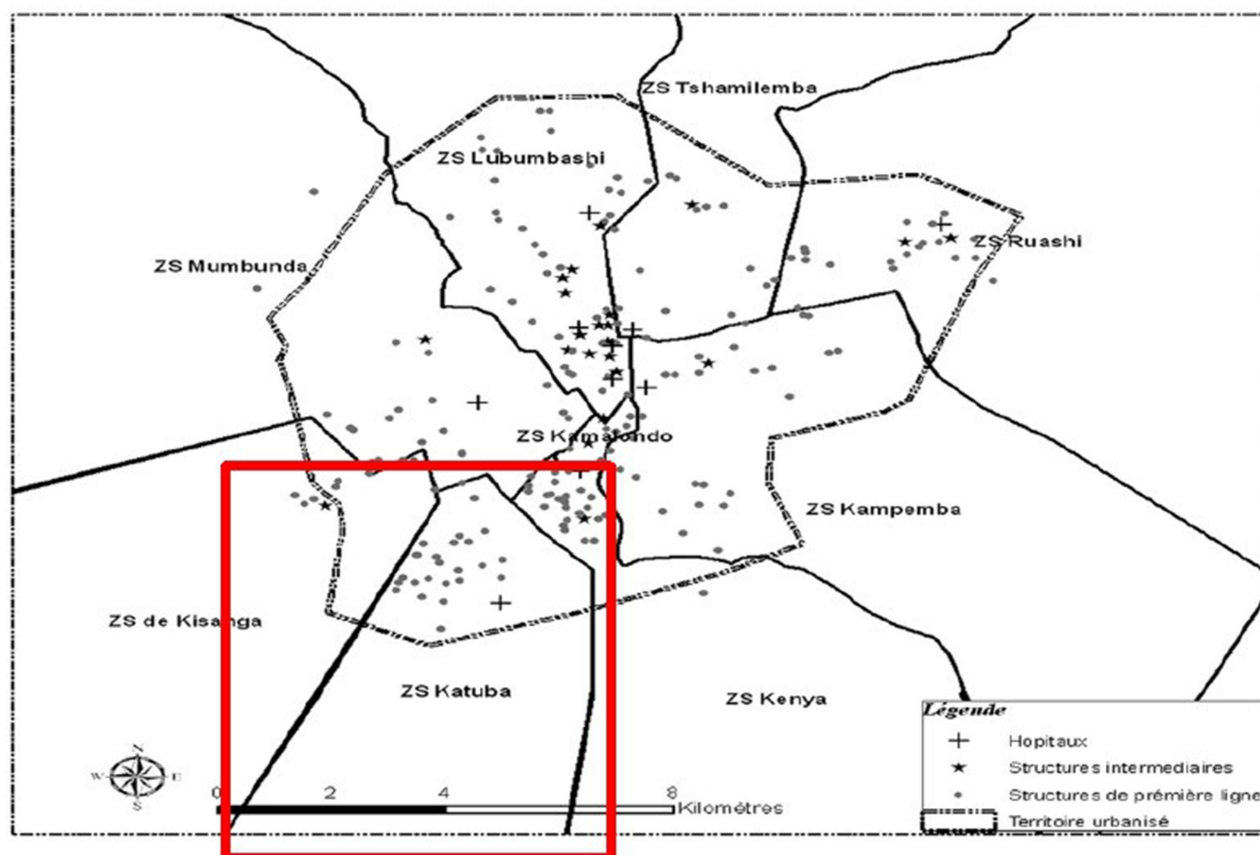 ZS Tshamilemba
ZS Lubumbashi
ZS Ruashi
ZS Mumbunda
ZS Kamalondo
ZS Kampemba
ZS de Kisanga
ZS Katuba
ZS Kenya
N
W E
S
0 2 4 8
Kilométres
Légende
Hopitaux
Structures intermediaires
Structures de prémière ligne
Territoire urbanisé